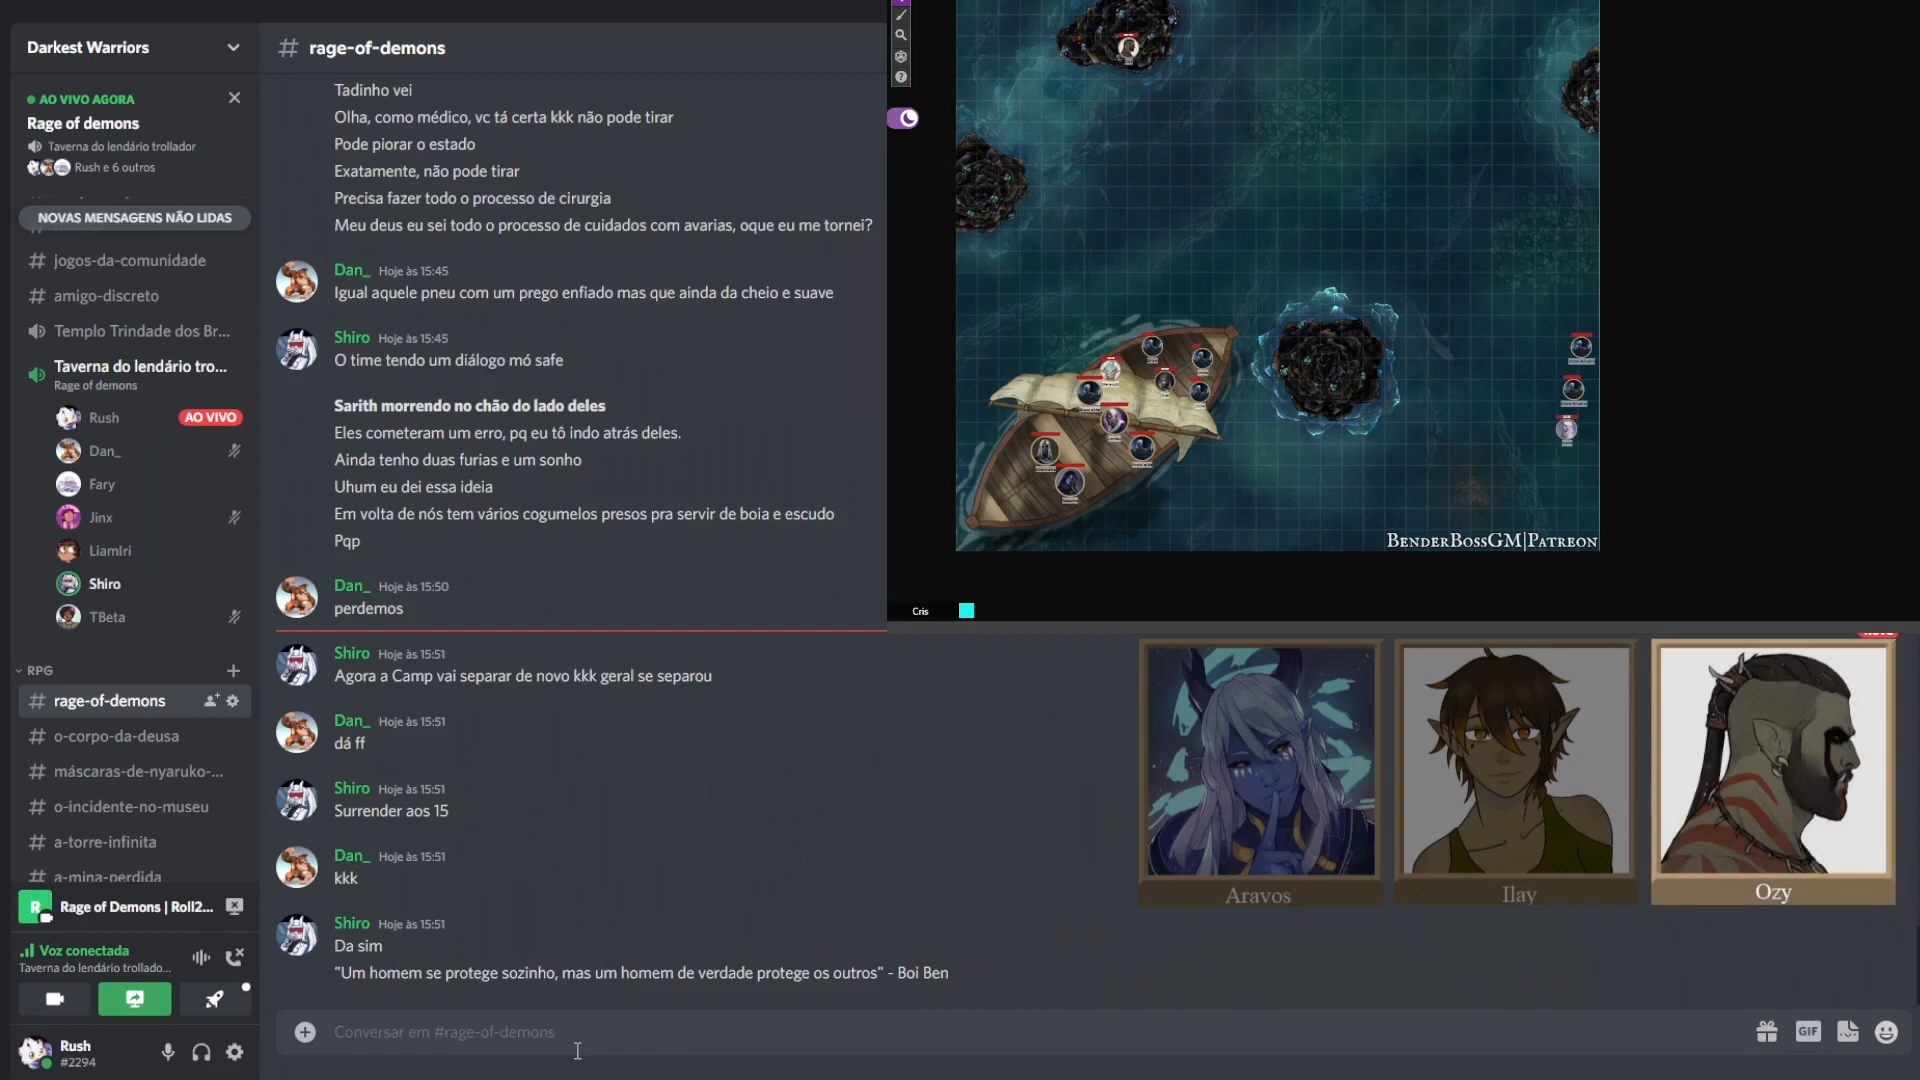 Darkest Warriors
AO VIVO AGORA
Rage of demons
Taverna do lendário trollador
Rush e 6 outros
NOVAS MENSAGENS NÃO LIDAS
jogos-da-comunidade
amigo-discreto
Templo Trindade dos Br...
Taverna do lendário tro...
Rage of demons
Rush
AO VIVO
Dan_
Fary
Jinx
LiamIri
Shiro
TBeta
RPG
rage-of-demons
o-corpo-da-deusa
máscaras-de-nyaruko-...
o-incidente-no-museu
a-torre-infinita
a-mina-perdida
R
Rage of Demons | Roll2...
Voz conectada
Taverna do lendário trollado...
Rush
#2294
# rage-of-demons
Tadinho vei
Olha, como médico, vc tá certa kkk não pode tirar
Pode piorar o estado
Exatamente, não pode tirar
Precisa fazer todo o processo de cirurgia
Meu deus eu sei todo o processo de cuidados com avarias, oque eu me tornei?
Dan_ Hoje às 15:45
Igual aquele pneu com um prego enfiado mas que ainda da cheio e suave
Shiro Hoje às 15:45
O time tendo um diálogo mó safe
Sarith morrendo no chão do lado deles
Eles cometeram um erro, pq eu tô indo atrás deles.
Ainda tenho duas furias e um sonho
Uhum eu dei essa ideia
Em volta de nós tem vários cogumelos presos pra servir de boia e escudo
Pqp
Dan_ Hoje às 15:50
perdemos
Shiro Hoje às 15:51
Agora a Camp vai separar de novo kkk geral se separou
Dan_ Hoje às 15:51
dá ff
Shiro Hoje às 15:51
Surrender aos 15
Dan_ Hoje às 15:51
kkk
Shiro Hoje às 15:51
Da sim
"Um homem se protege sozinho, mas um homem de verdade protege os outros" - Boi Ben
Conversar em #rage-of-demons
GIF
BenderBossGM|Patreon
Cris
Aravos
Ilay
Ozy